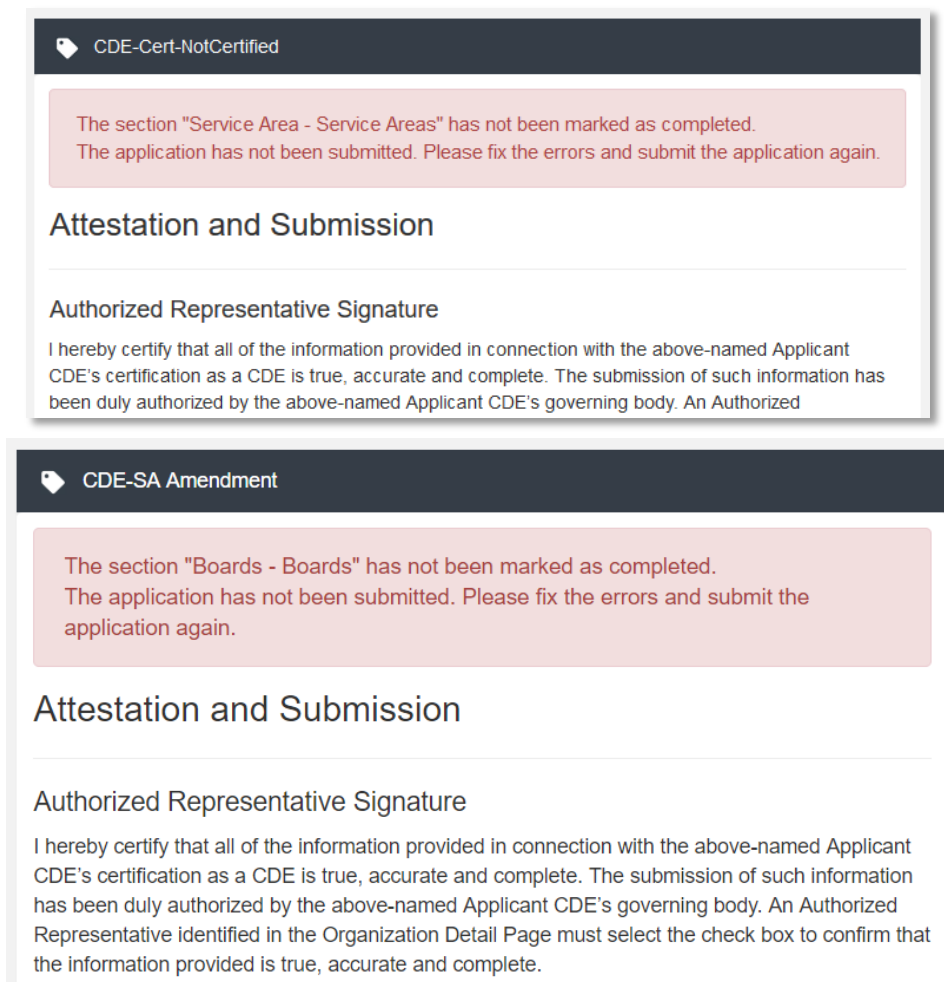 CDE-Cert-NotCertified
The section "Service Area - Service Areas" has not been marked as completed.
The application has not been submitted. Please fix the errors and submit the application again.
Attestation and Submission
Authorized Representative Signature
I hereby certify that all of the information provided in connection with the above-named Applicant
CDE's certification as a CDE is true, accurate and complete. The submission of such information has
been duly authorized by the above-named Applicant CDE's governing body. An Authorized
CDE-SA Amendment
The section "Boards - Boards" has not been marked as completed.
The application has not been submitted. Please fix the errors and submit the
application again.
Attestation and Submission
Authorized Representative Signature
I hereby certify that all of the information provided in connection with the above-named Applicant
CDE's certification as a CDE is true, accurate and complete. The submission of such information
has been duly authorized by the above-named Applicant CDE's governing body. An Authorized
Representative identified in the Organization Detail Page must select the check box to confirm that
the information provided is true, accurate and complete.